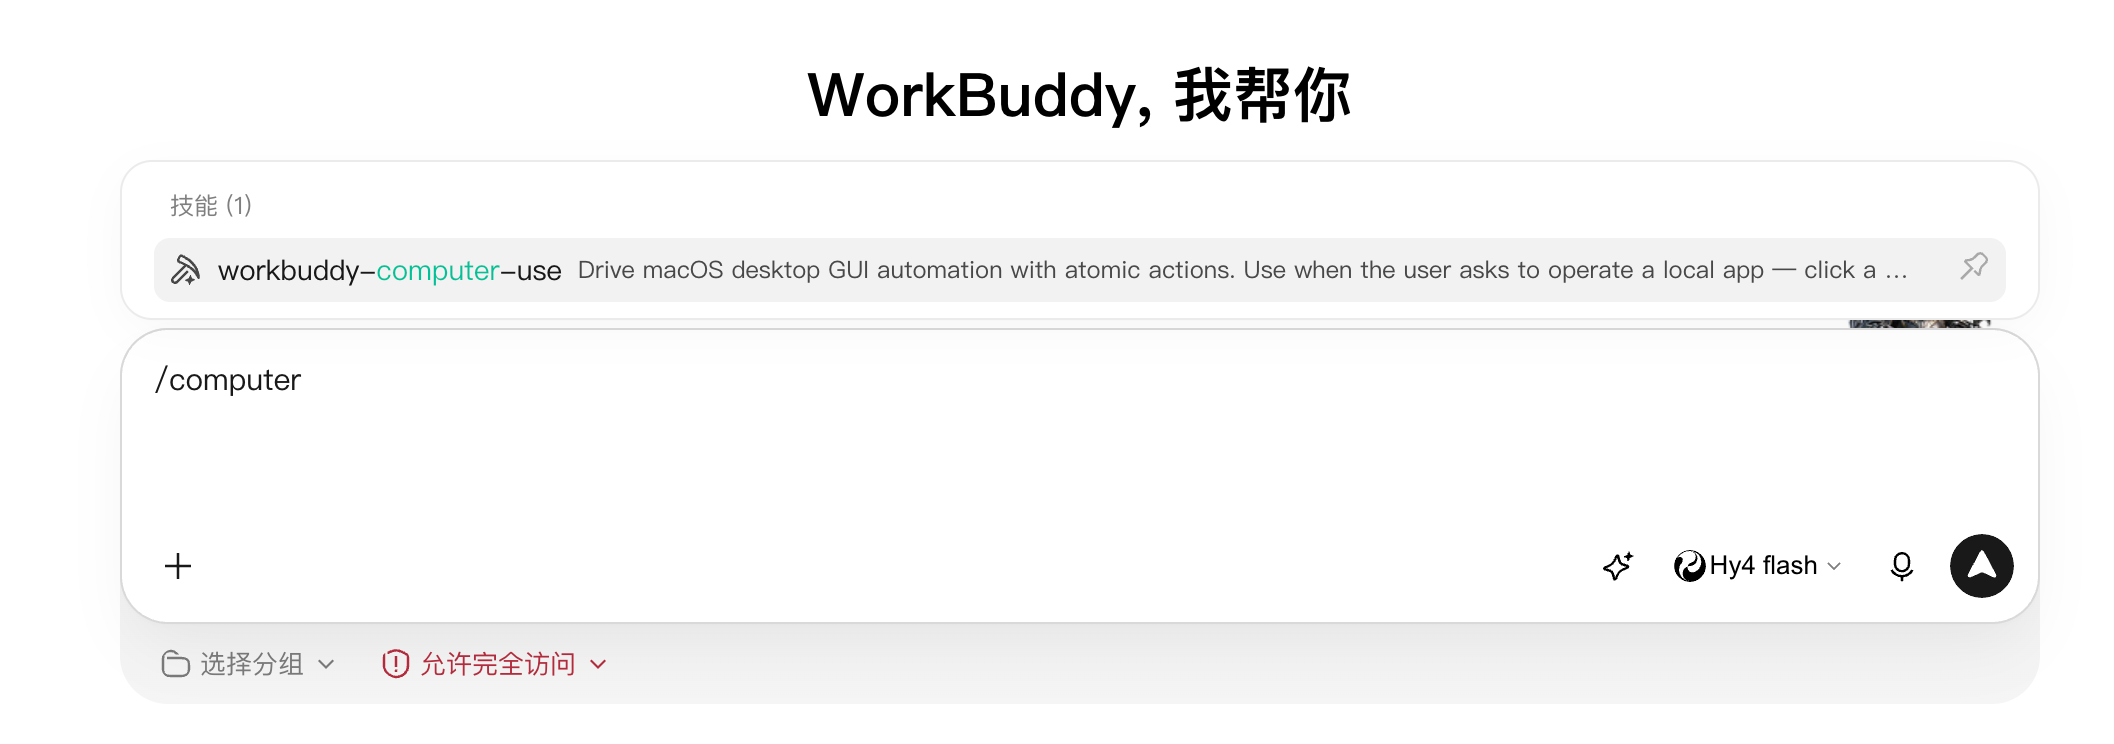 WorkBuddy, 我帮你
技能 (1)
workbuddy-computer-use Drive macOS desktop GUI automation with atomic actions. Use when the user asks to operate a local app — click a …
/computer
Hy4 flash
选择分组 允许完全访问